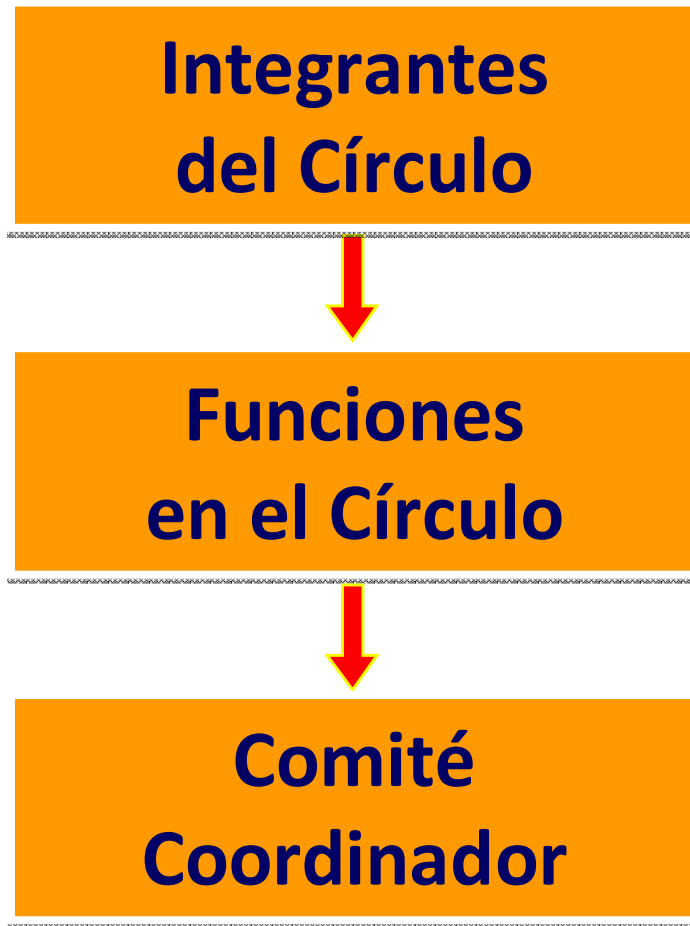 Integrantes
del Círculo
Funciones
en el Círculo
Comité
Coordinador